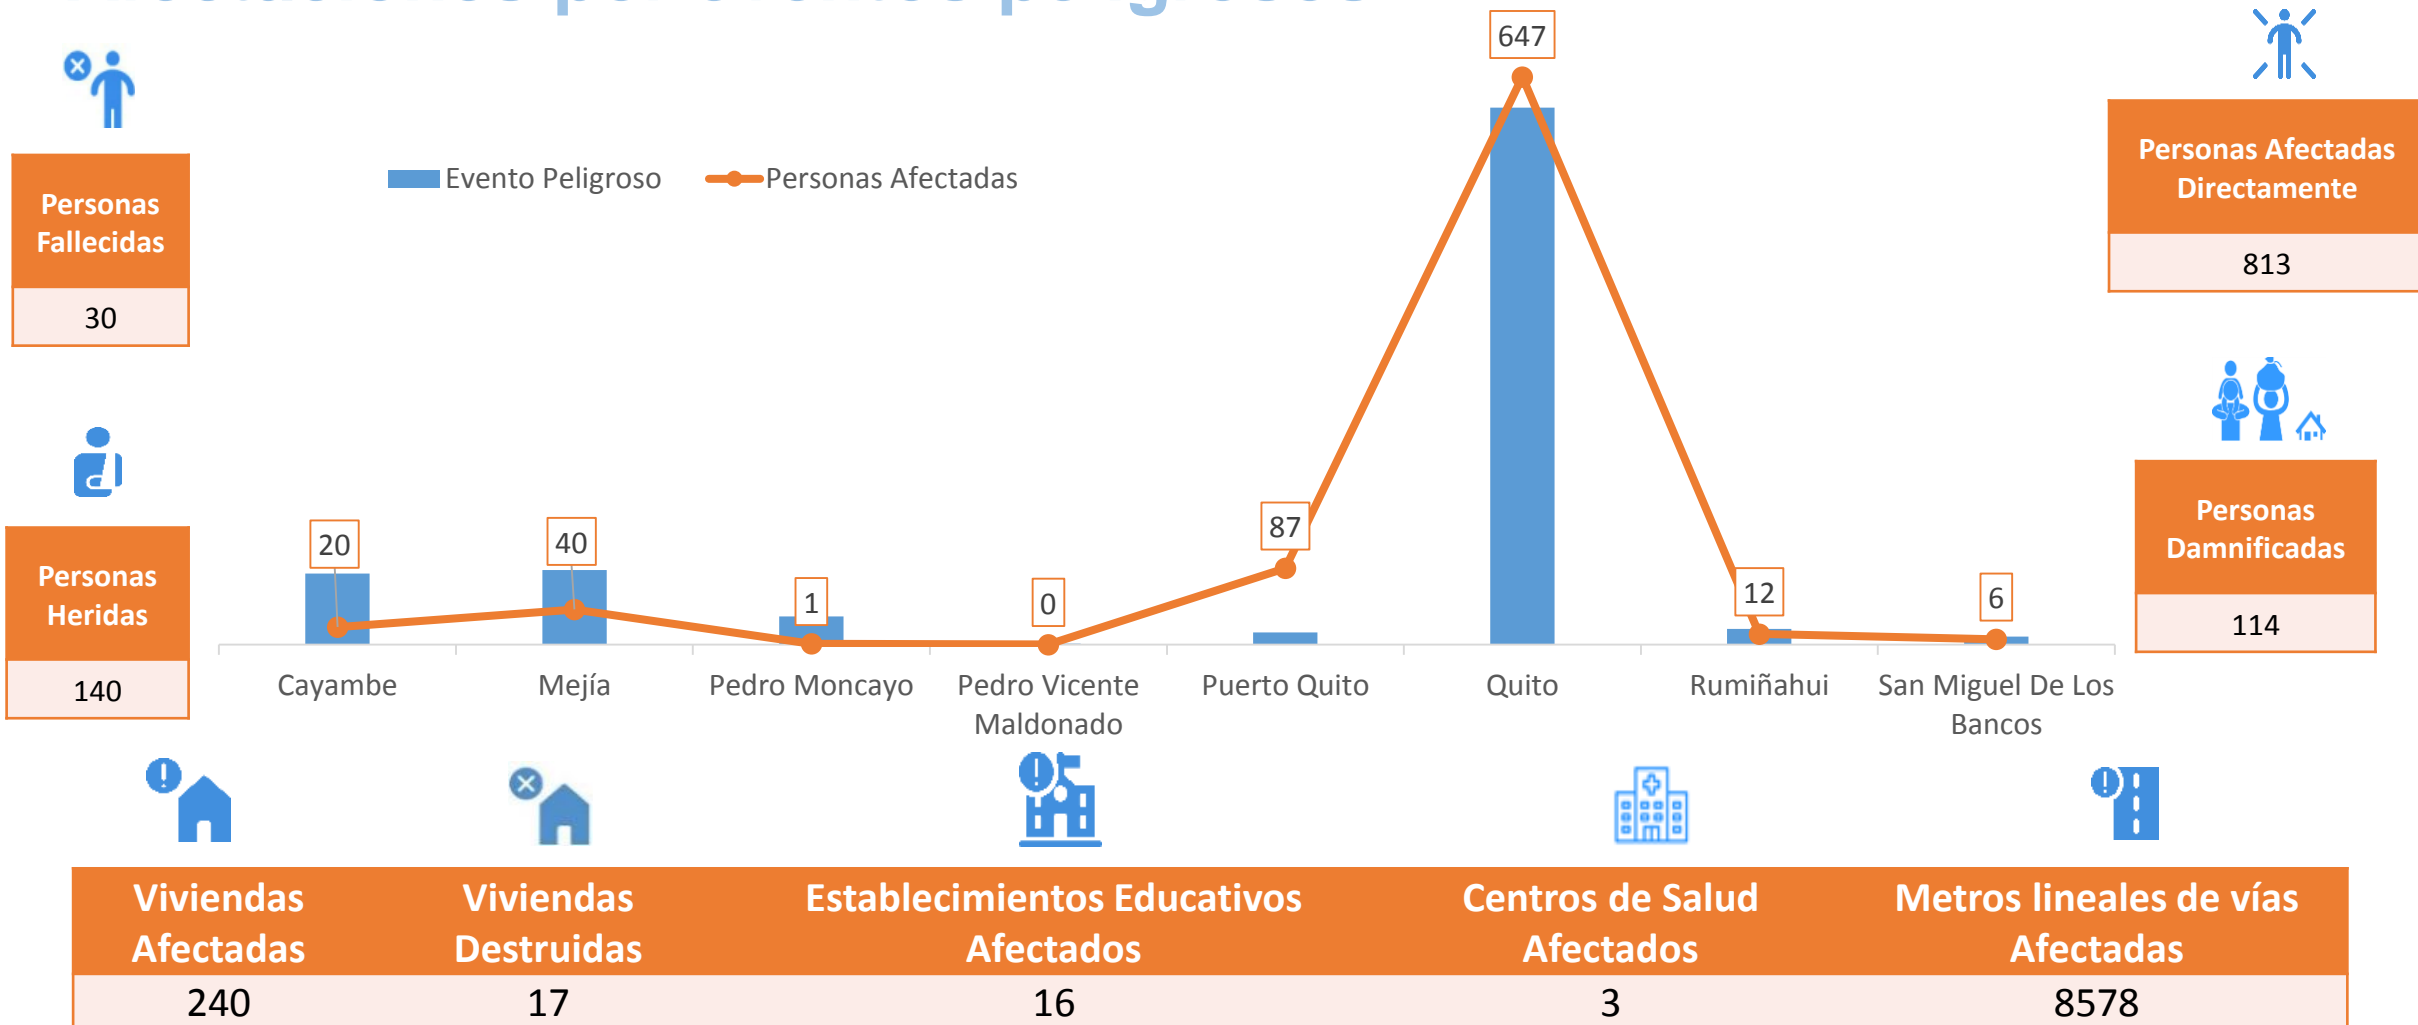 647
Personas Afectadas
Directamente
813
Evento Peligroso
Personas Afectadas
Personas
Fallecidas
30
Personas
Damnificadas
114
Personas
Heridas
140
20
40
1
0
87
12
6
Cayambe
Mejía
Pedro Moncayo
Pedro Vicente
Maldonado
Puerto Quito
Quito
Rumiñahui
San Miguel De Los
Bancos
Viviendas
Afectadas
Viviendas
Destruidas
Establecimientos Educativos
Afectados
Centros de Salud
Afectados
Metros lineales de vías
Afectadas
240
17
16
3
8578